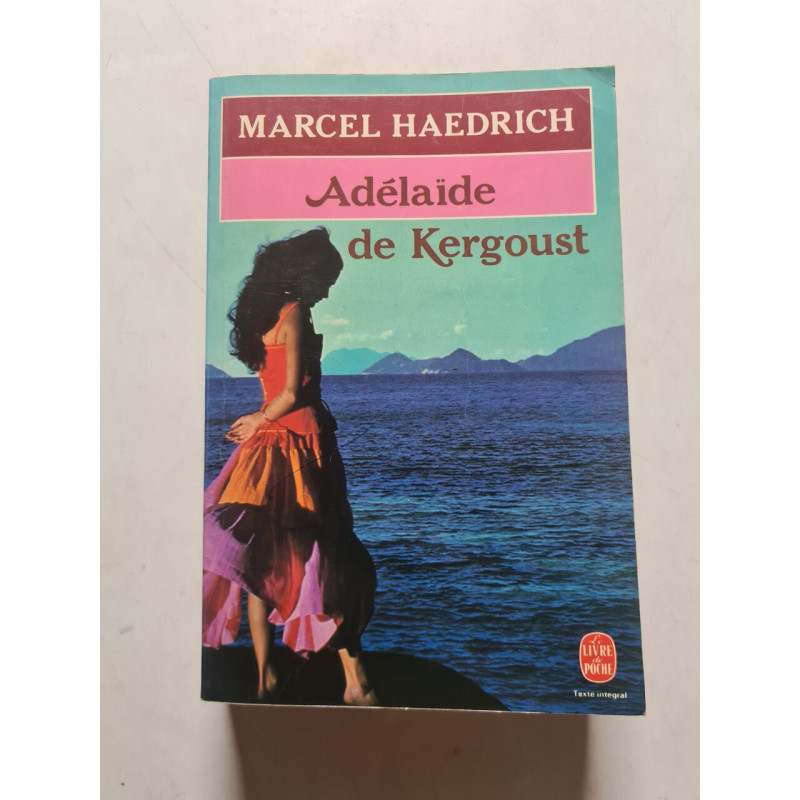 MARCEL HAEDRICH
Adélaïde
de Kergoust
Le
LIVRE
de
POCHE
Texte intégral